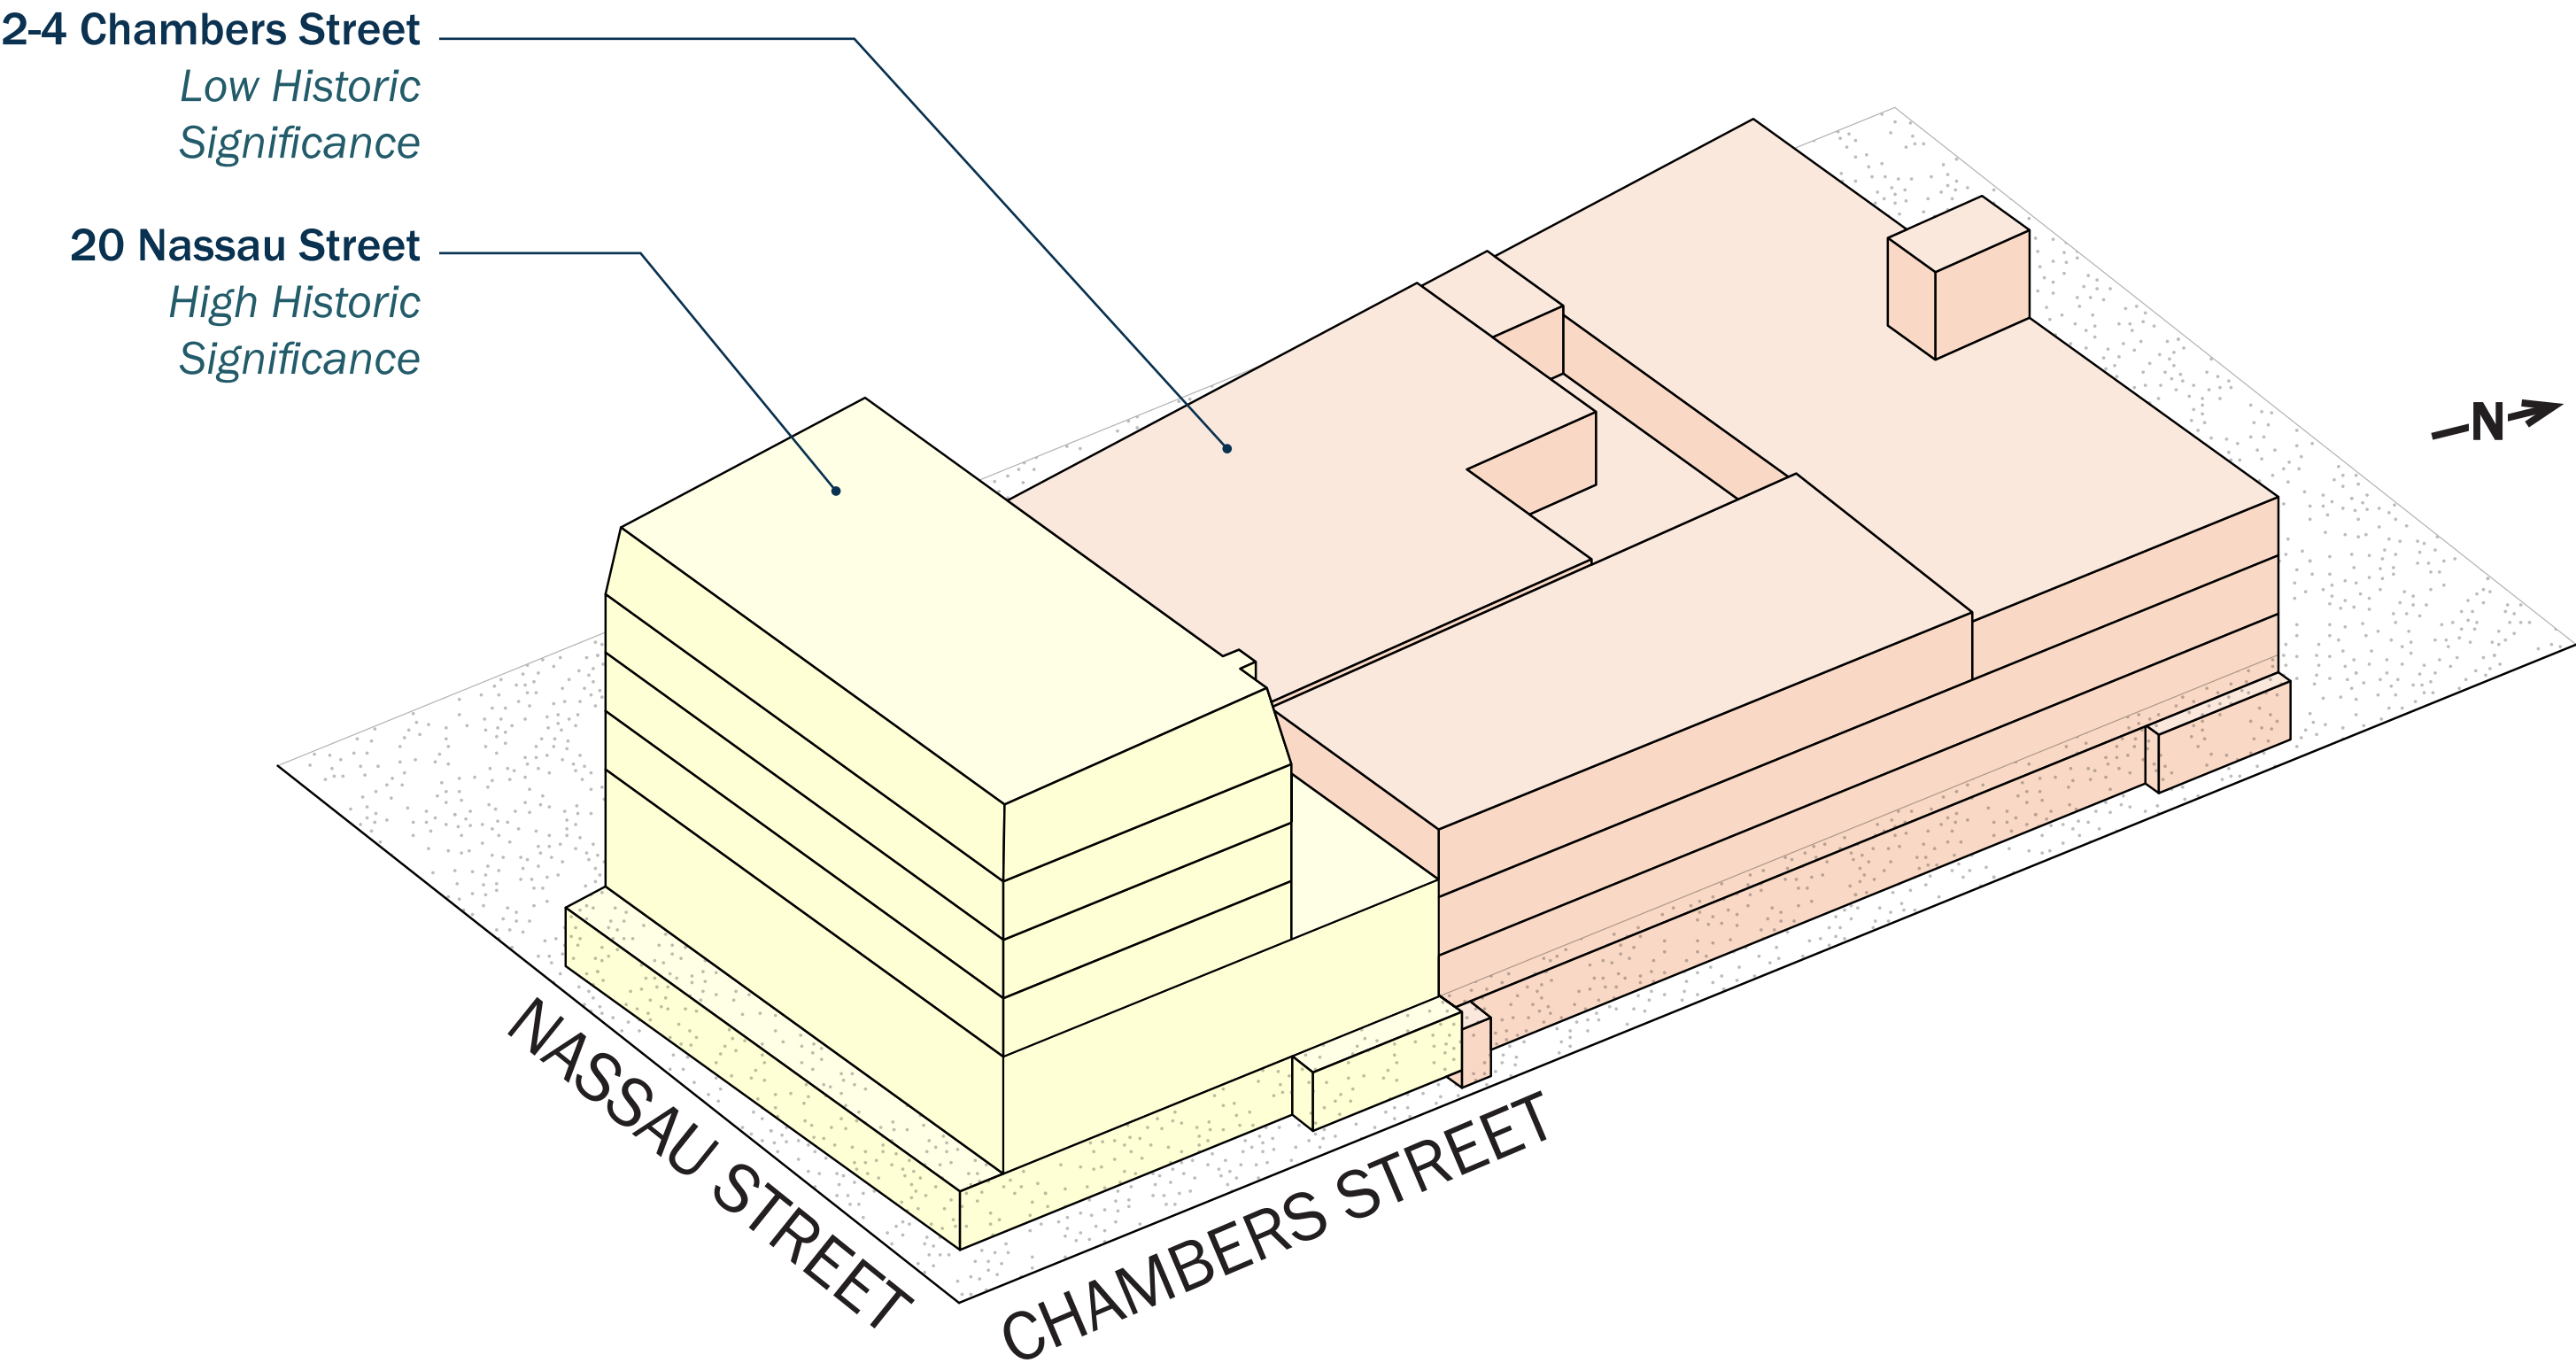 2-4 Chambers Street
Low Historic
Significance
20 Nassau Street
High Historic
Significance
N
NASSAU STREET
CHAMBERS STREET